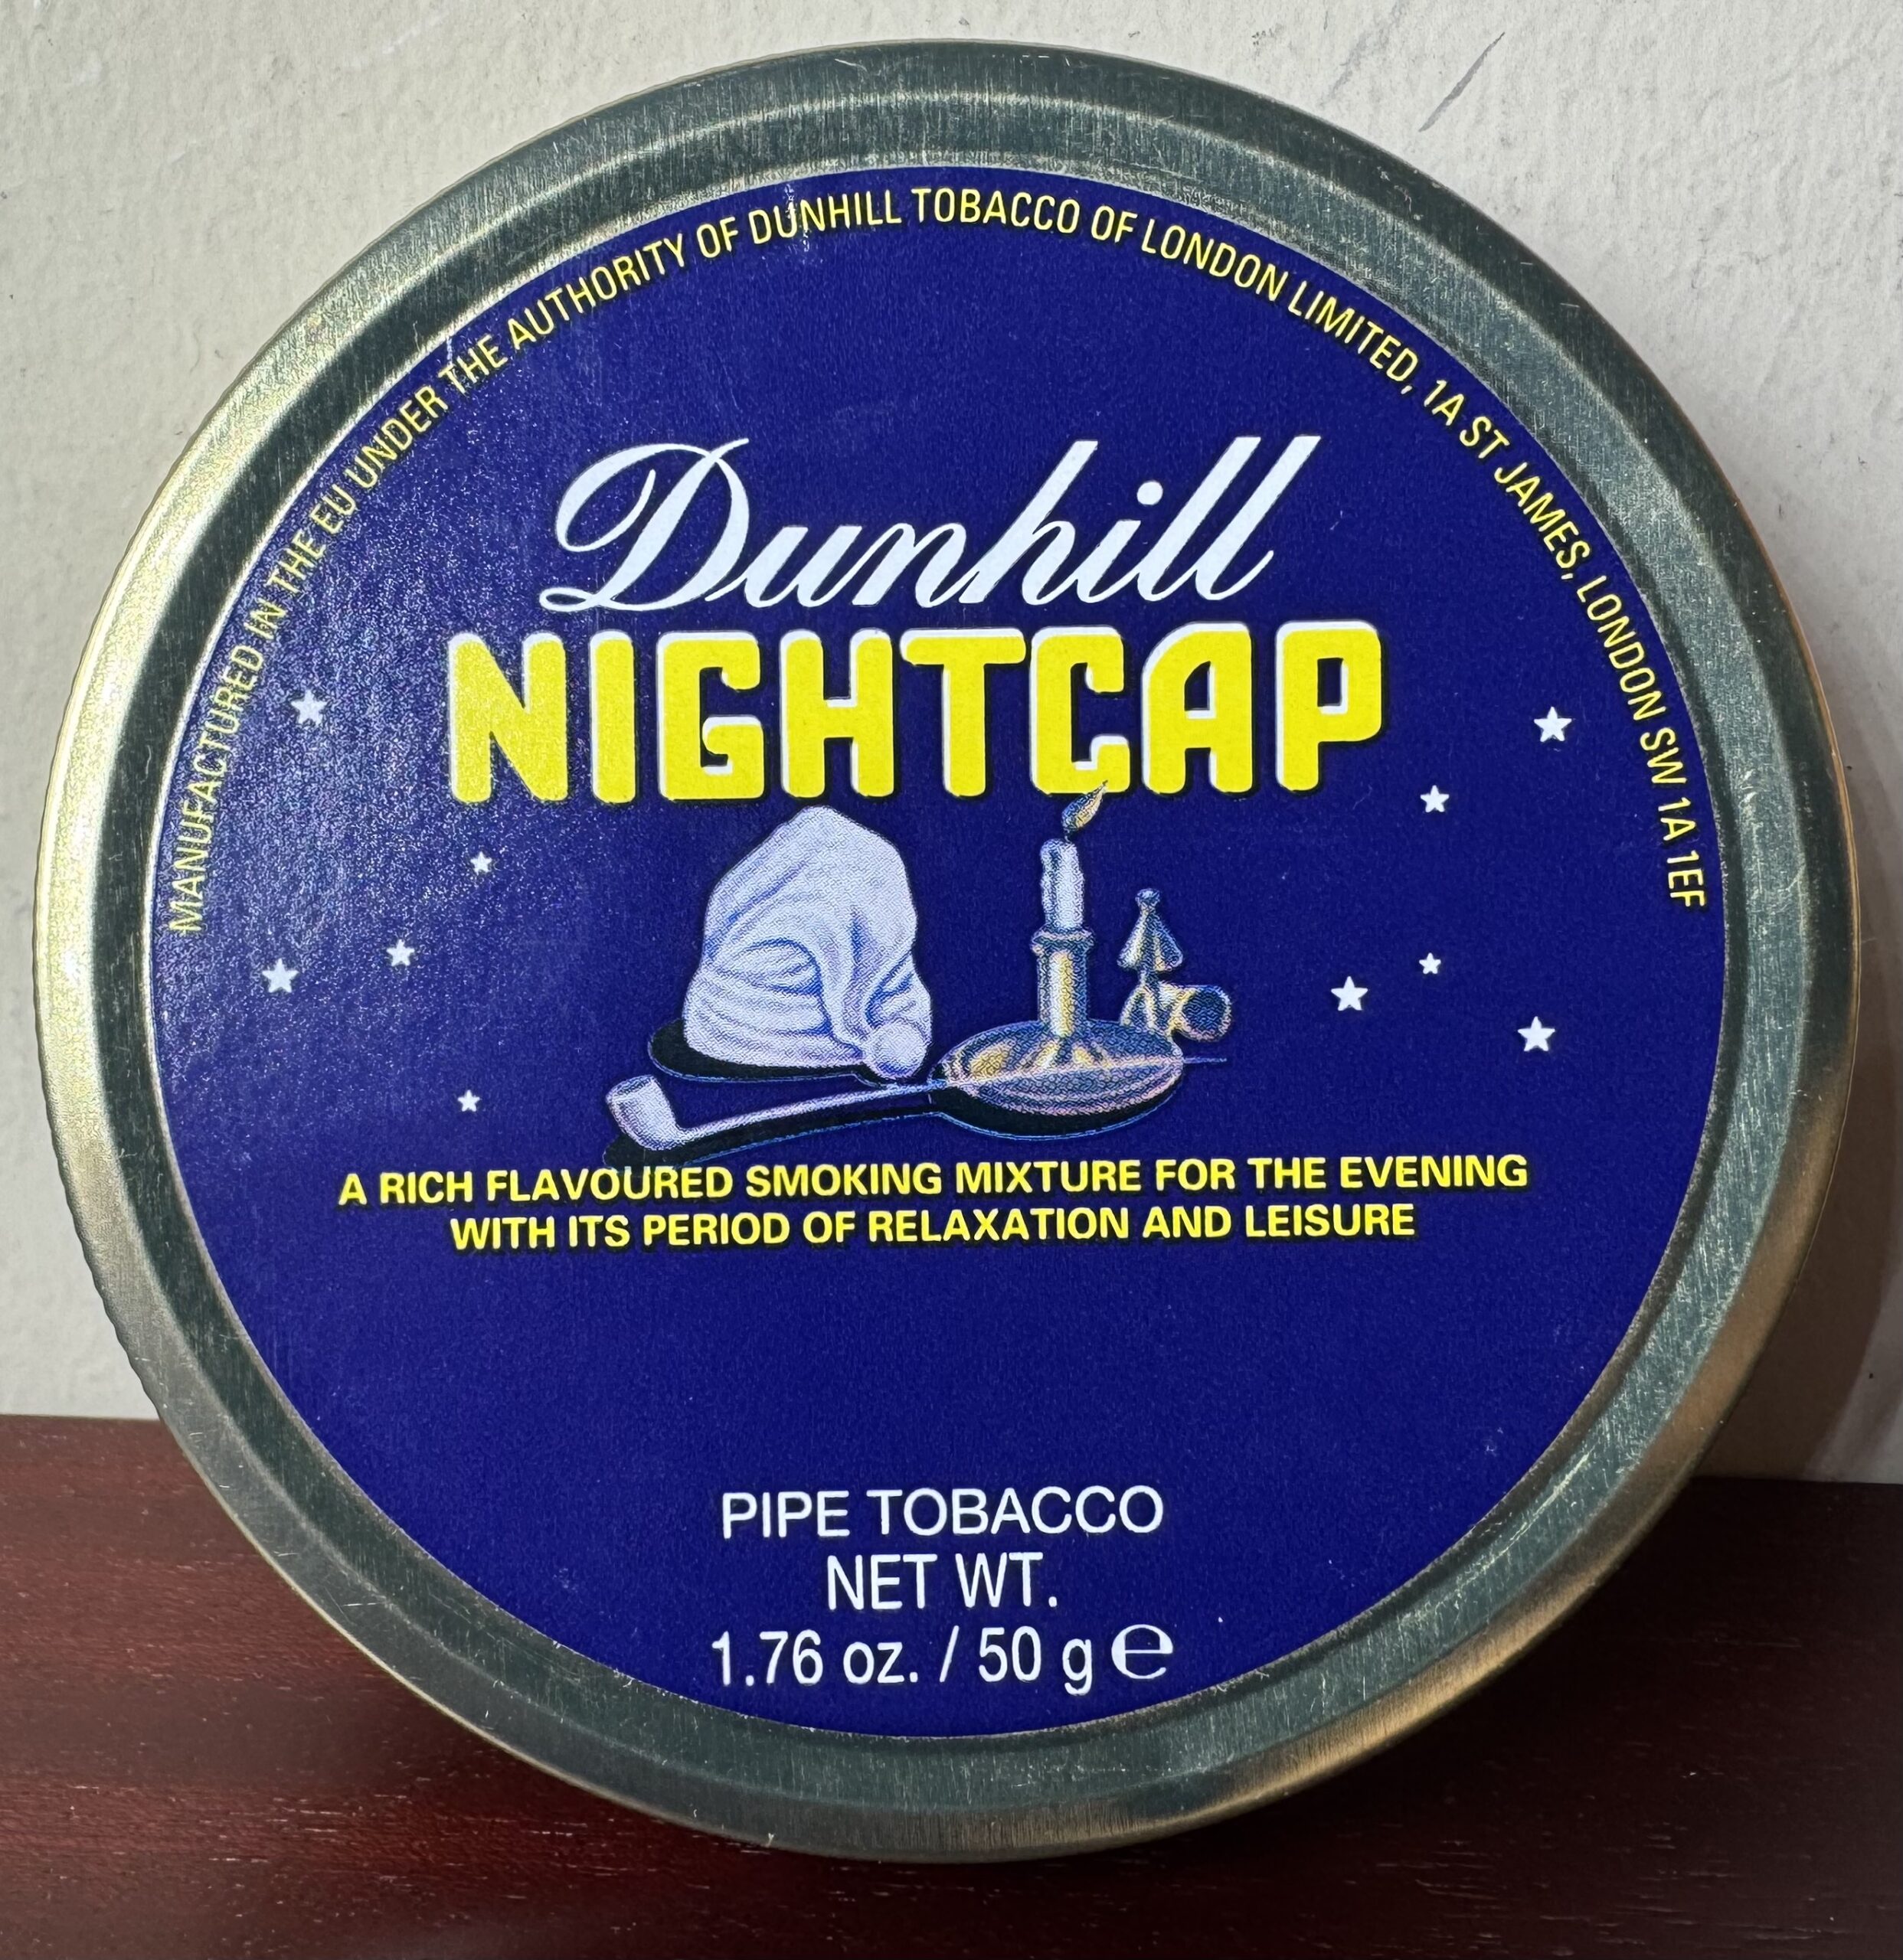 MANUFACTURED IN THE EU UNDER THE AUTHORITY OF DUNHILL TOBACCO OF LONDON LIMITED, 1A ST JAMES, LONDON SW 1A 1EF
Dunhill
NIGHTCAP
A RICH FLAVOURED SMOKING MIXTURE FOR THE EVENING
WITH ITS PERIOD OF RELAXATION AND LEISURE
PIPE TOBACCO
NET WT.
1.76 oz. / 50 g ℮